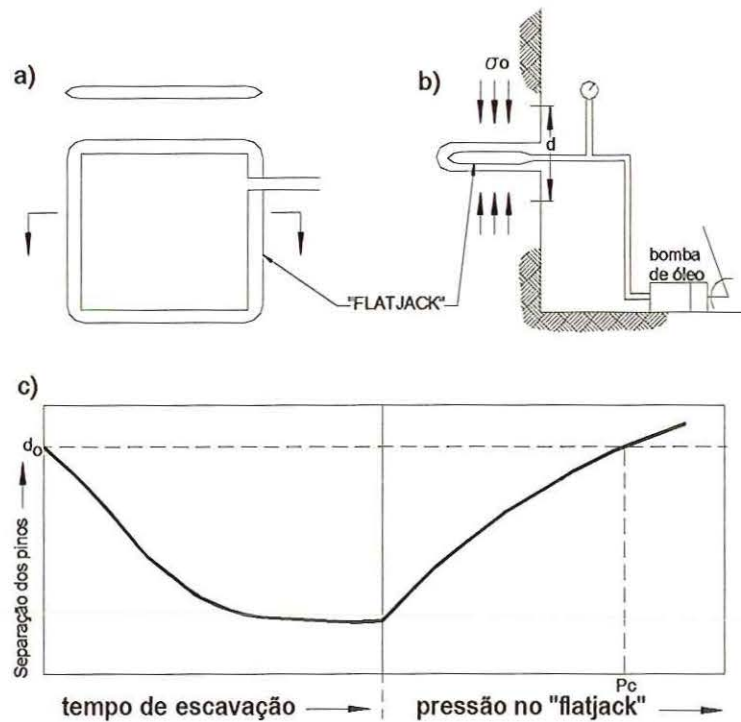 a)
b)
σo
d
bomba
de óleo
"FLATJACK"
c)
do
Separação dos pinos
Pc
tempo de escavação
pressão no "flatjack"